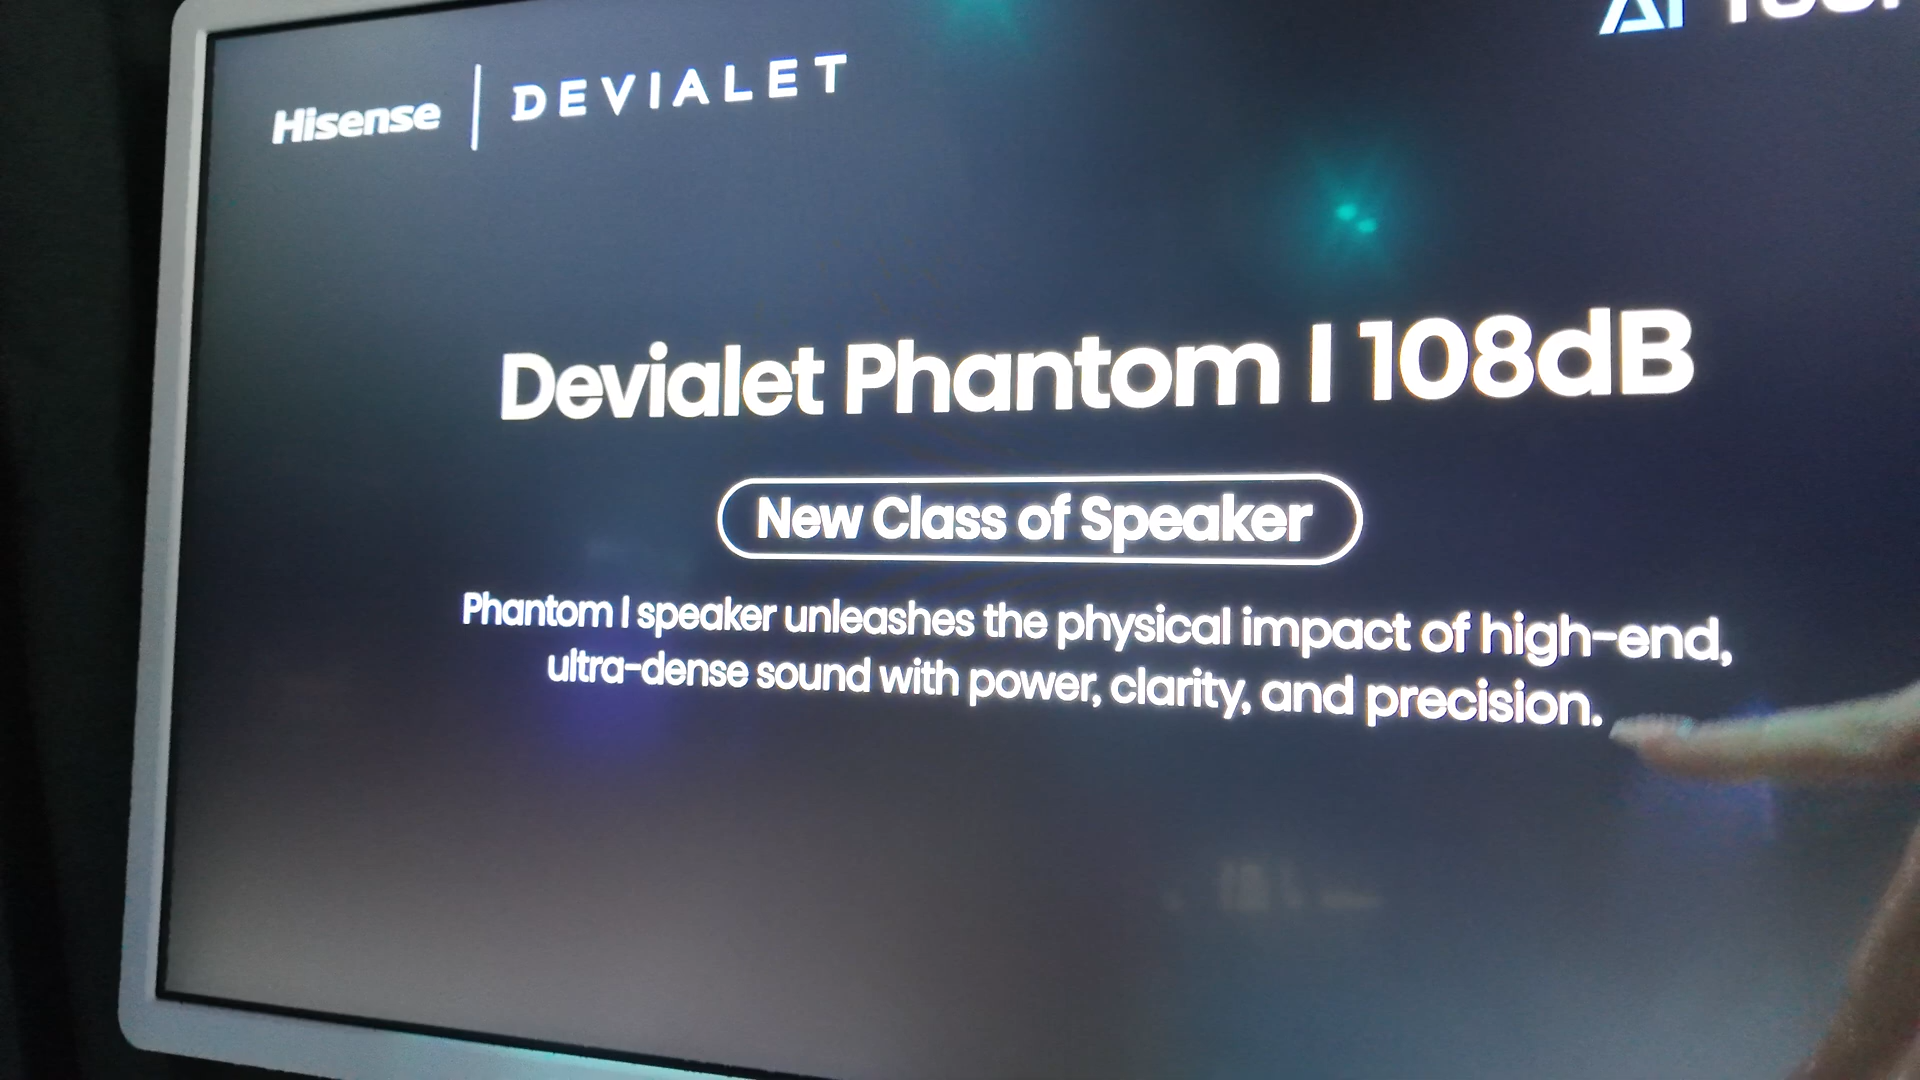 Hisense | DEVIALET
AI
Devialet Phantom I 108dB
New Class of Speaker
Phantom I speaker unleashes the physical impact of high-end,
ultra-dense sound with power, clarity, and precision.